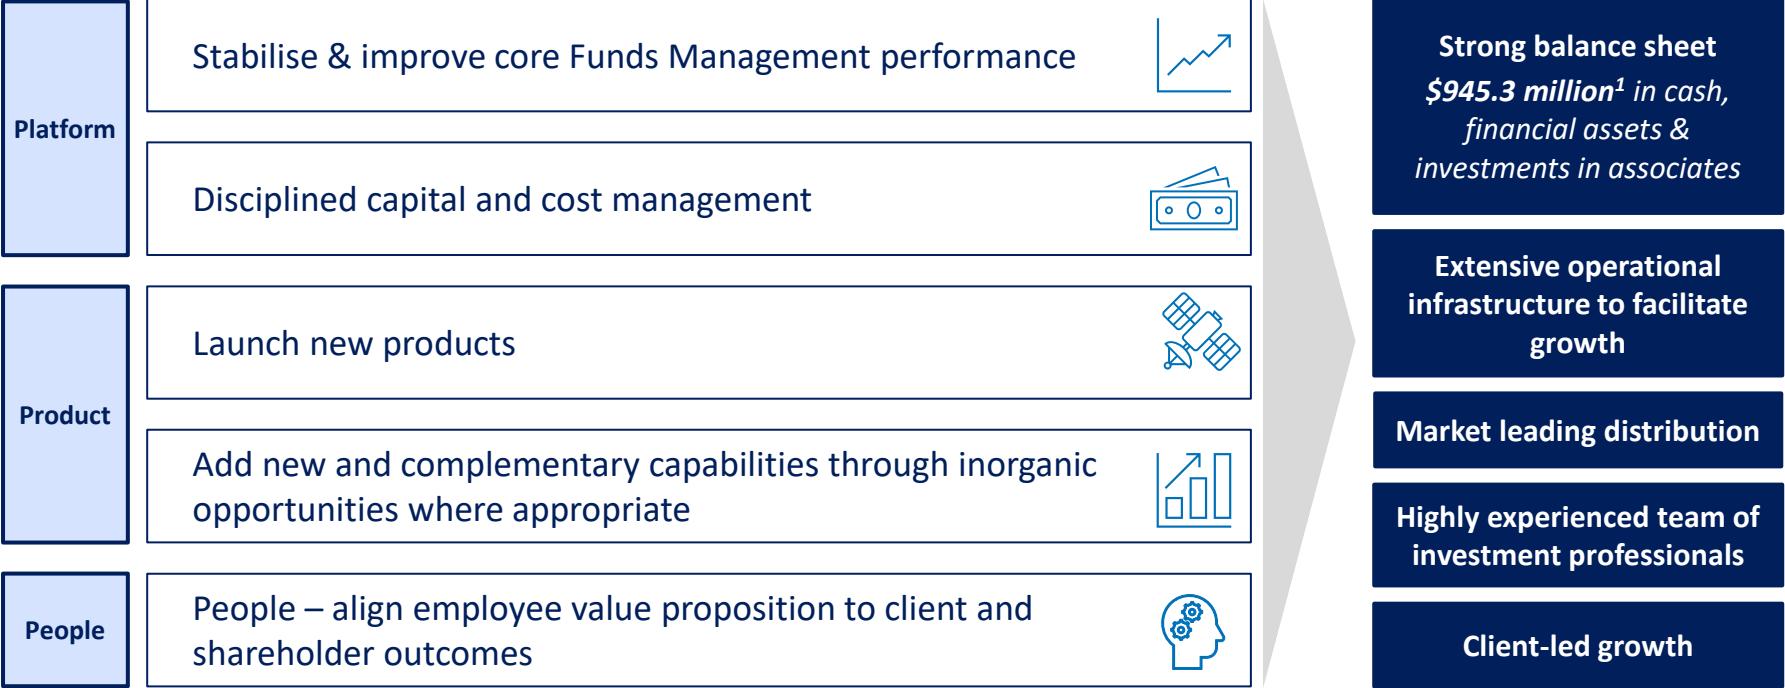 Platform
Stabilise & improve core Funds Management performance
Disciplined capital and cost management
Product
Launch new products
Add new and complementary capabilities through inorganic
opportunities where appropriate
People
People – align employee value proposition to client and
shareholder outcomes
Strong balance sheet
$945.3 million¹ in cash,
financial assets &
investments in associates
Extensive operational
infrastructure to facilitate
growth
Market leading distribution
Highly experienced team of
investment professionals
Client-led growth